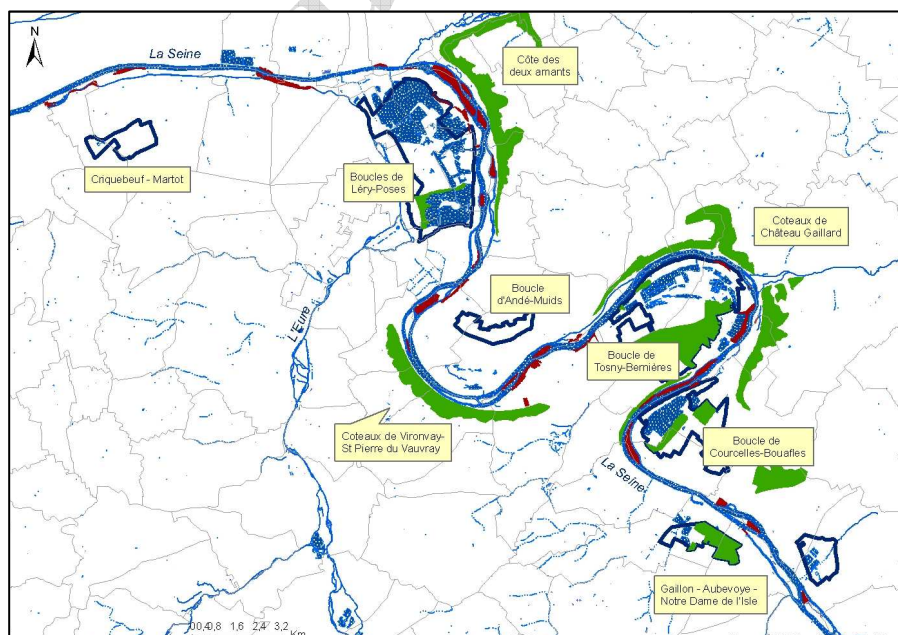 N
La Seine
Côte des
deux amants
Criquebeuf - Martot
Boucles de
Léry-Poses
Coteaux de
Château Gaillard
L'Eure
Boucle
d'Andé-Muids
Boucle de
Tosny-Bernières
Coteaux de Vironvay-
St Pierre du Vauvray
Boucle de
Courcelles-Bouafles
La Seine
Gaillon - Aubevoye -
Notre Dame de l'Isle
0 0,40,8 1,6 2,4 3,2
Km